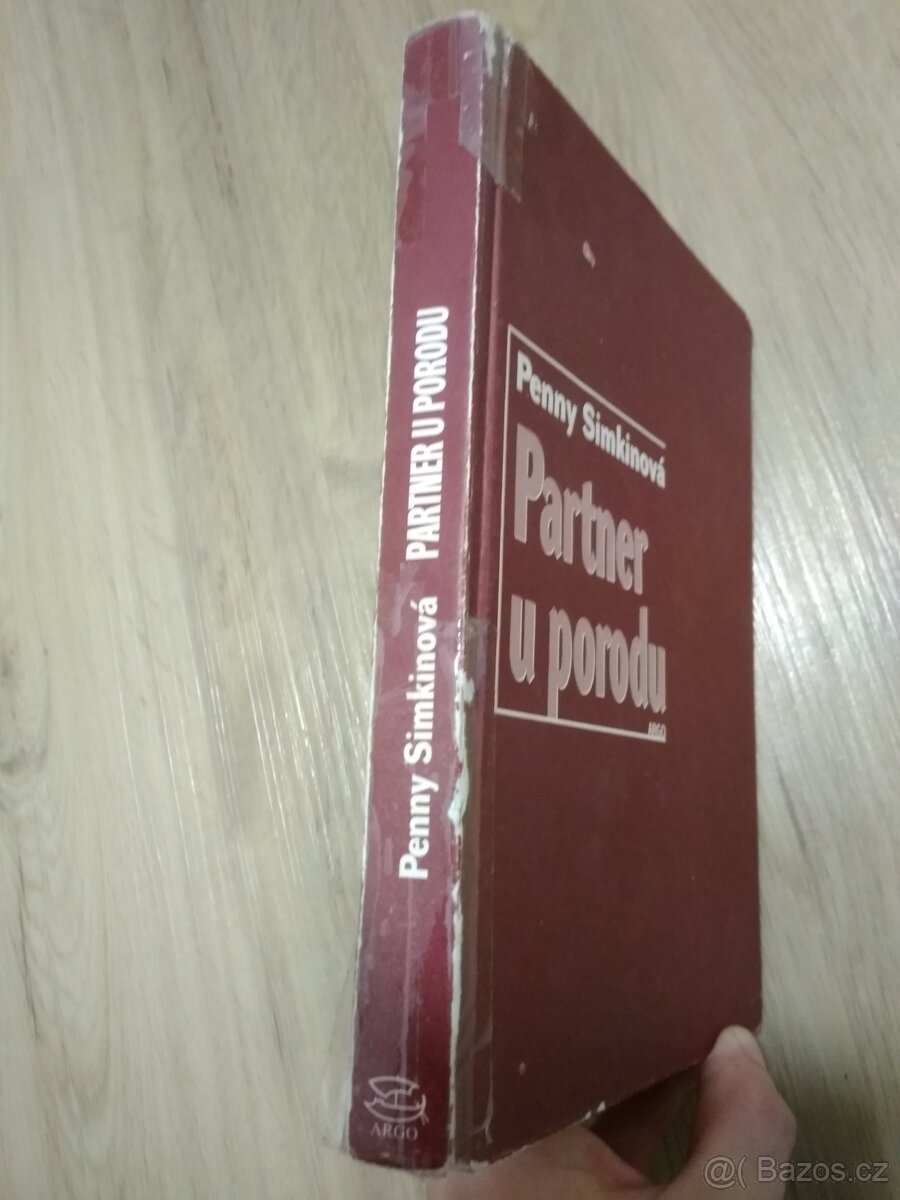 Penny Simkinová PARTNER U PORODU
ARGO
Penny Simkinová
Partner
u porodu
ARGO
@( Bazos.cz